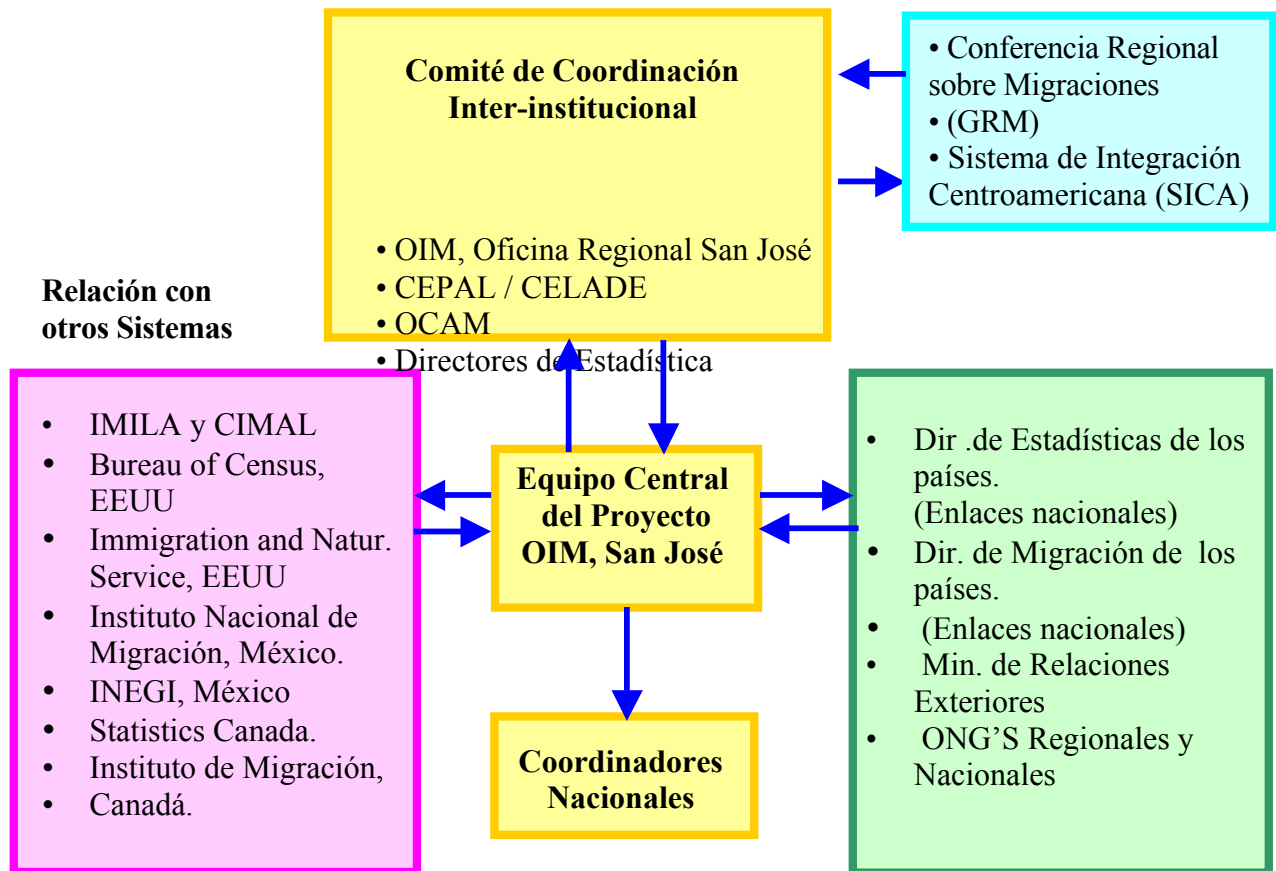 Comité de Coordinación
Inter-institucional
• OIM, Oficina Regional San José
• CEPAL / CELADE
• OCAM
• Directores de Estadística
• Conferencia Regional
sobre Migraciones
• (GRM)
• Sistema de Integración
Centroamericana (SICA)
Relación con
otros Sistemas
• IMILA y CIMAL
• Bureau of Census,
EEUU
• Immigration and Natur.
Service, EEUU
• Instituto Nacional de
Migración, México.
• INEGI, México
• Statistics Canada.
• Instituto de Migración,
• Canadá.
Equipo Central
del Proyecto
OIM, San José
Coordinadores
Nacionales
• Dir .de Estadísticas de los
países.
(Enlaces nacionales)
• Dir. de Migración de los
países.
• (Enlaces nacionales)
• Min. de Relaciones
Exteriores
• ONG’S Regionales y
Nacionales